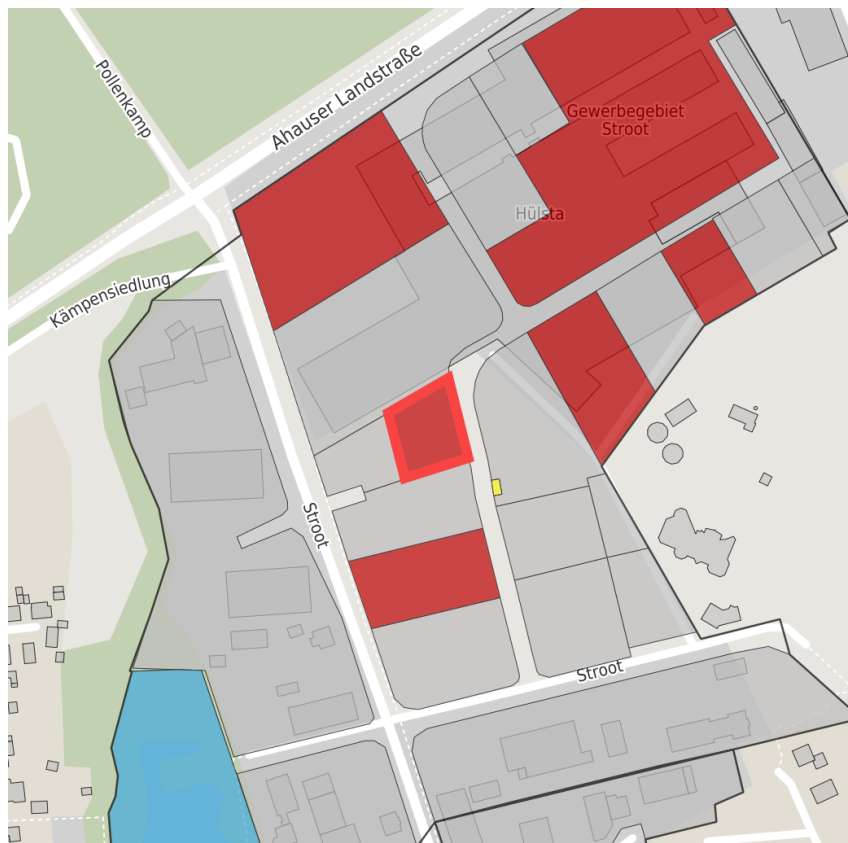 Ahauser Landstraße
Pollenkamp
Gewerbegebiet
Stroot
Hülsta
Kämpensiedlung
Stroot
Stroot